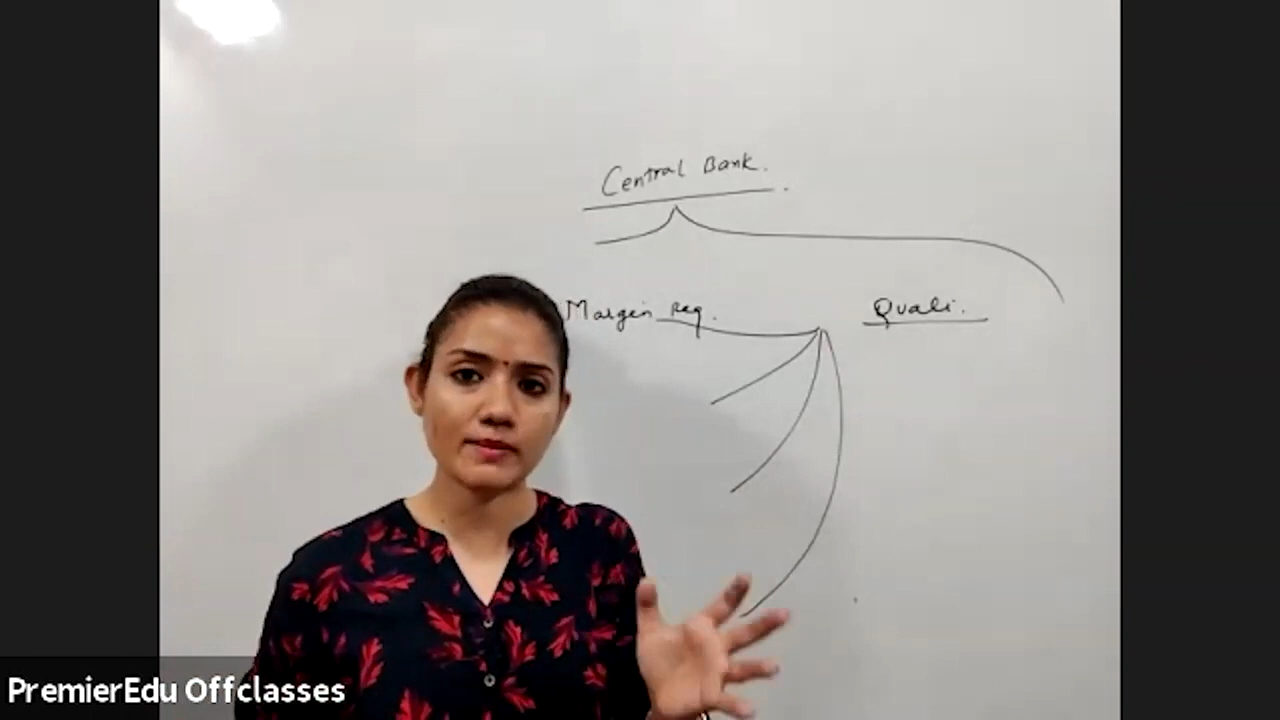 Central Bank.
Margin Req.
Quali.
PremierEdu Offclasses